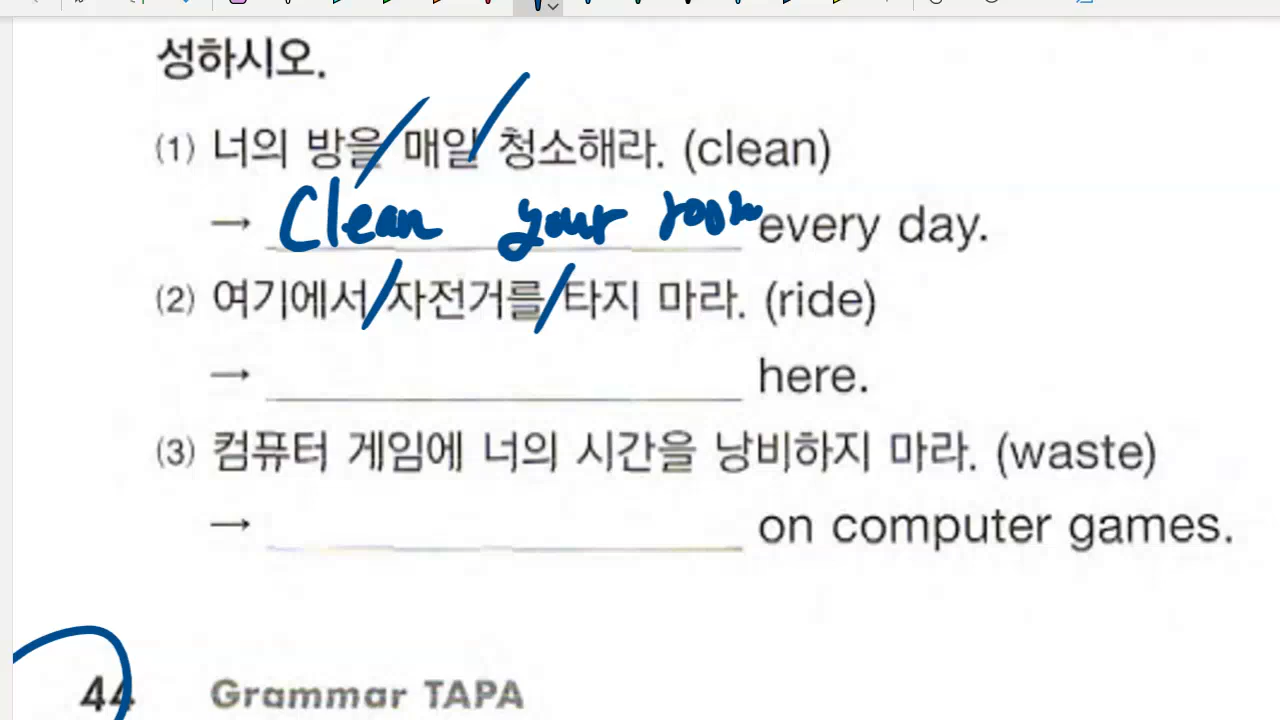 성하시오.
(1) 너의 방을 매일 청소해라. (clean)
→ Clean your room every day.
(2) 여기에서 자전거를 타지 마라. (ride)
→ here.
(3) 컴퓨터 게임에 너의 시간을 낭비하지 마라. (waste)
→ on computer games.
44 Grammar TAPA